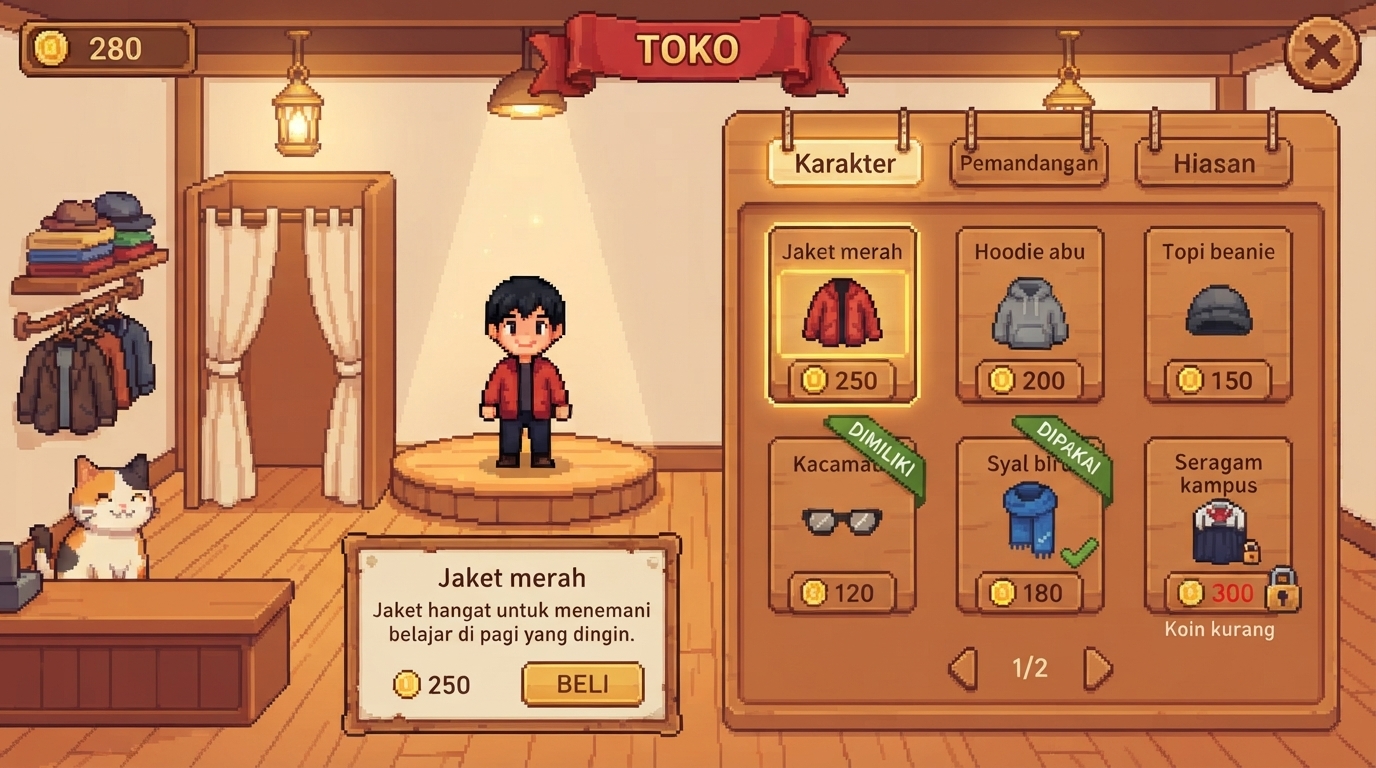 280
TOKO
Karakter
Pemandangan
Hiasan
Jaket merah
250
Hoodie abu
200
Topi beanie
150
DIMILIKI
120
DIPAKAI
Syal
180
Seragam
kampus
300
Koin kurang
1/2
Jaket merah
Jaket hangat untuk menemani
belajar di pagi yang dingin.
250
BELI